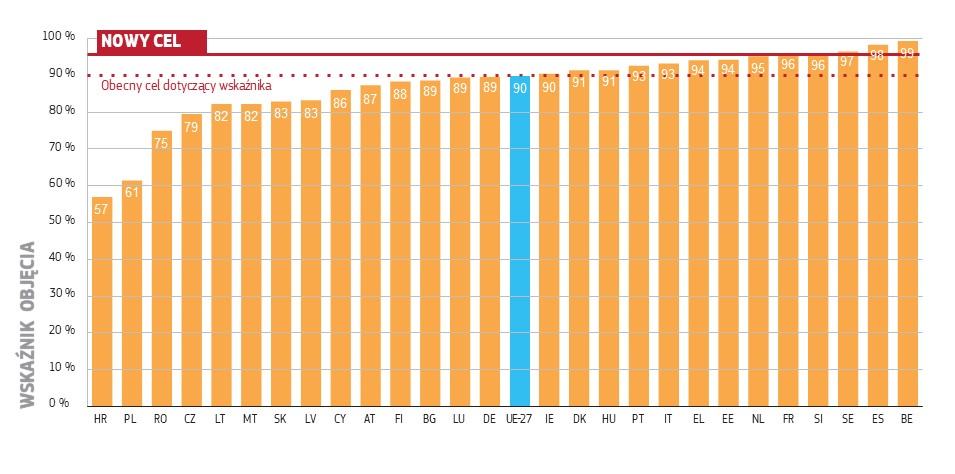 100 %
NOWY CEL
90 %
Obecny cel dotyczący wskaźnika
80 %
70 %
60 %
50 %
40 %
30 %
20 %
10 %
0 %
WSKAŹNIK OBJĘCIA
57 61 75 79 82 82 83 83 86 87 88 89 89 89 90 90 91 91 93 93 94 94 95 96 96 97 98 99
HR PL RO CZ LT MT SK LV CY AT FI BG LU DE UE-27 IE DK HU PT IT EL EE NL FR SI SE ES BE